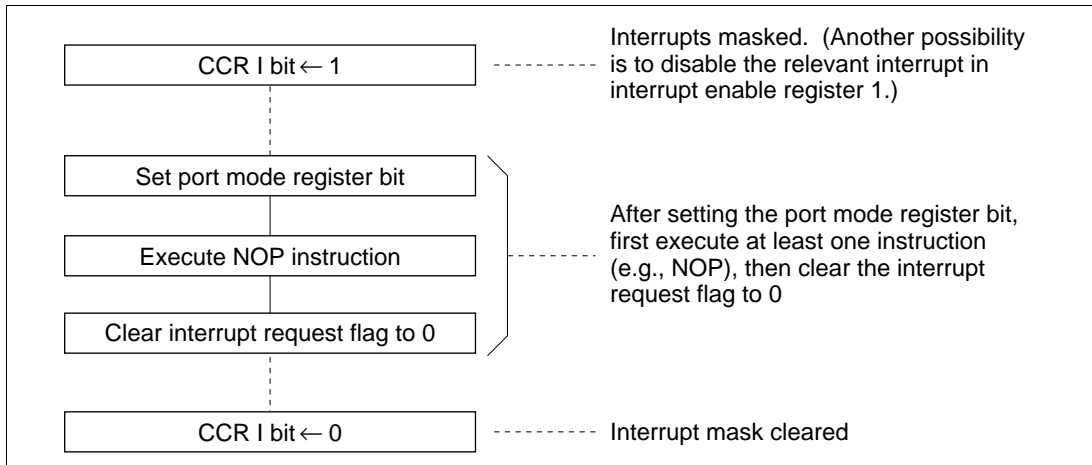 CCR I bit ← 1
Interrupts masked. (Another possibility
is to disable the relevant interrupt in
interrupt enable register 1.)
Set port mode register bit
Execute NOP instruction
Clear interrupt request flag to 0
After setting the port mode register bit,
first execute at least one instruction
(e.g., NOP), then clear the interrupt
request flag to 0
CCR I bit ← 0
Interrupt mask cleared